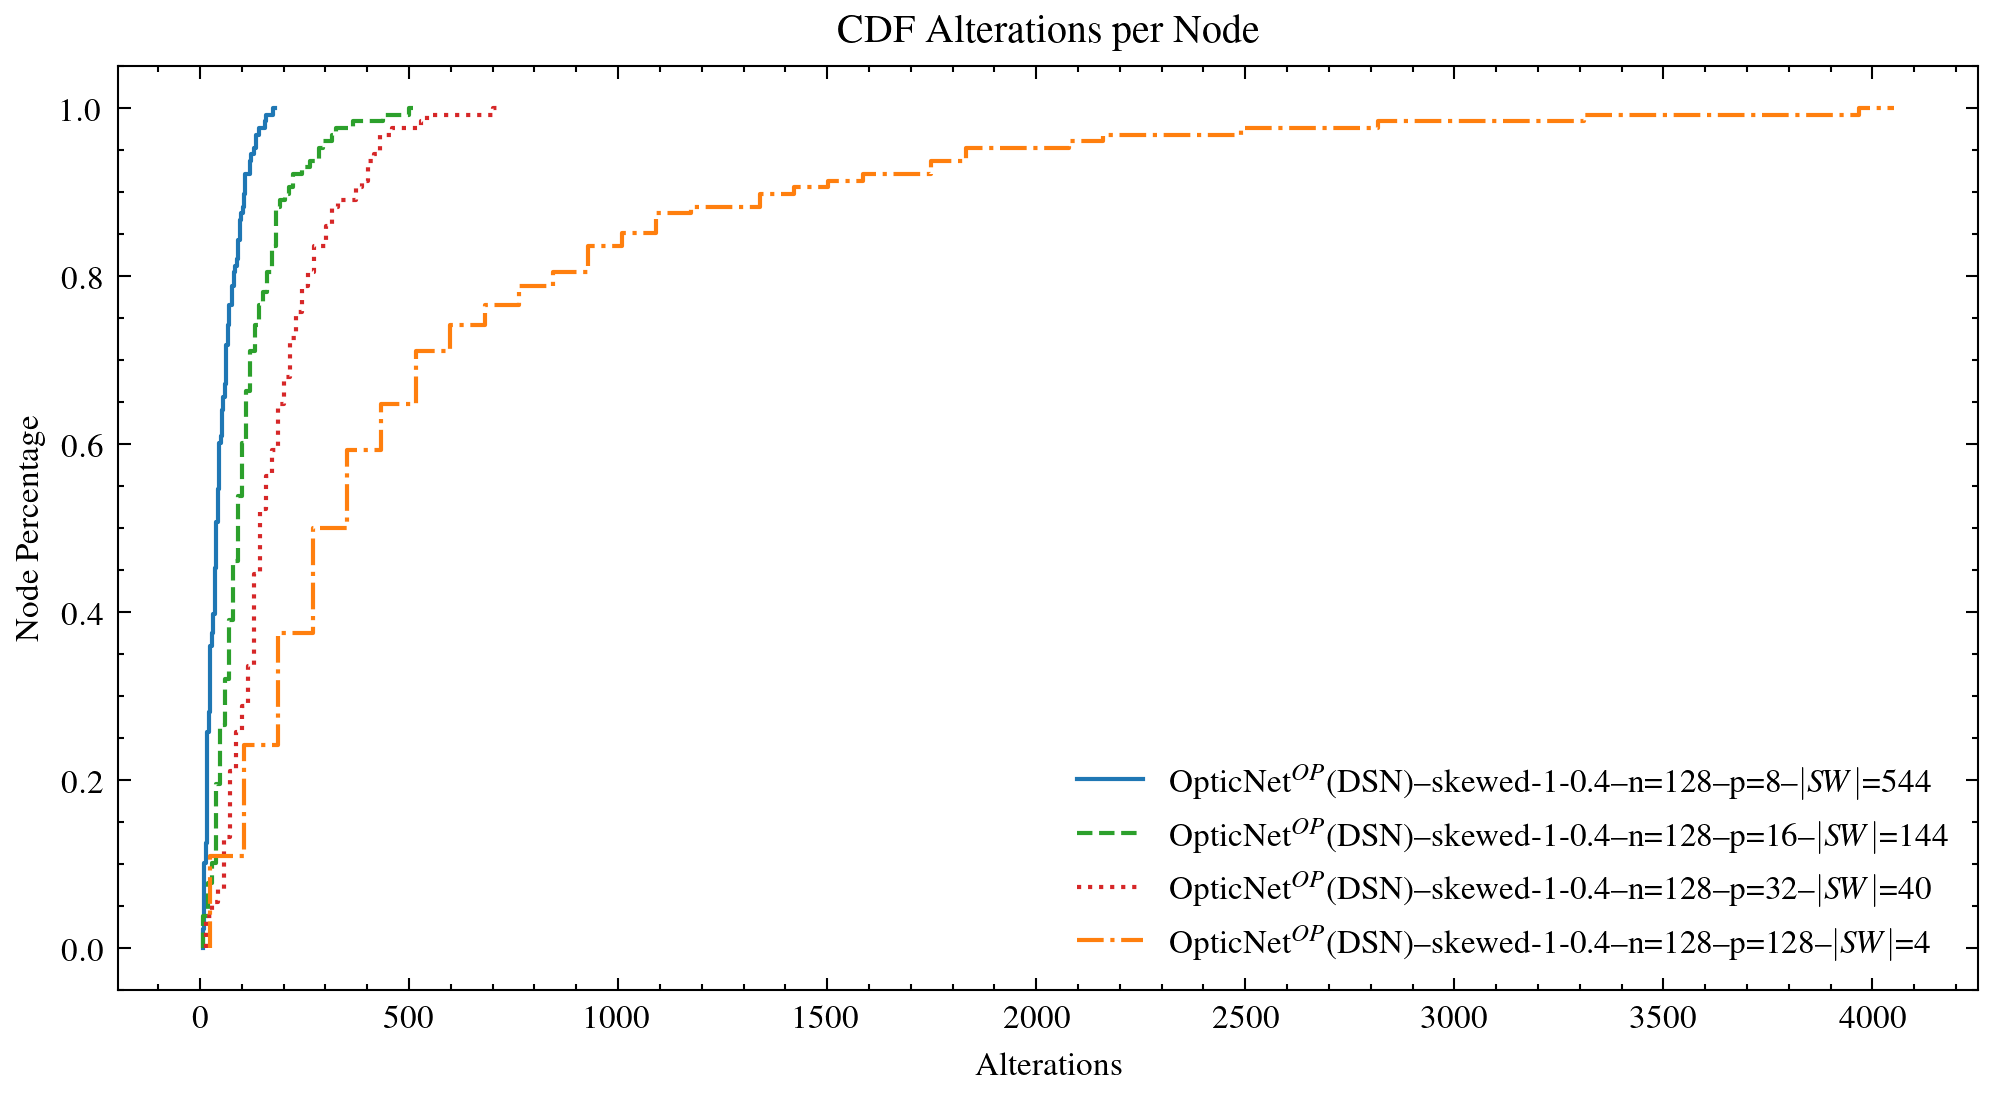 CDF Alterations per Node
1.0
0.8
0.6
0.4
0.2
0.0
Node Percentage
OpticNet^OP(DSN)–skewed-1-0.4–n=128–p=8–|SW|=544
OpticNet^OP(DSN)–skewed-1-0.4–n=128–p=16–|SW|=144
OpticNet^OP(DSN)–skewed-1-0.4–n=128–p=32–|SW|=40
OpticNet^OP(DSN)–skewed-1-0.4–n=128–p=128–|SW|=4
0 500 1000 1500 2000 2500 3000 3500 4000
Alterations